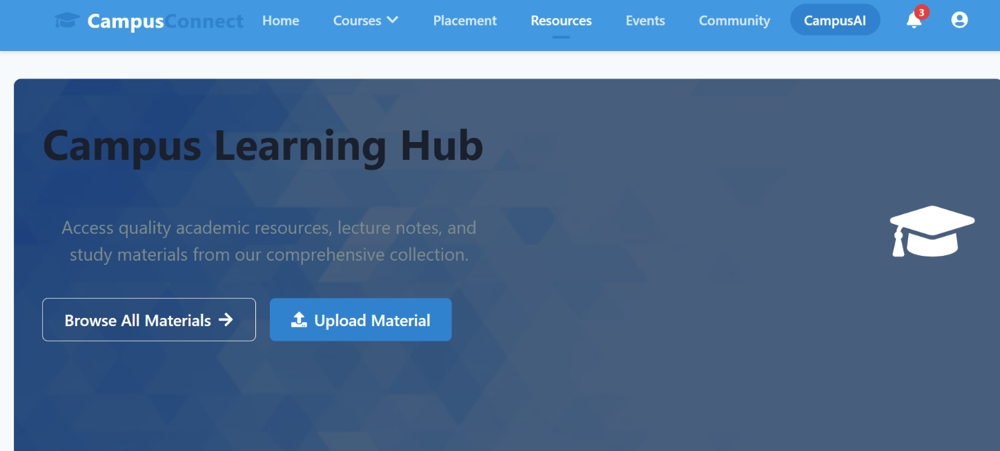 CampusConnect Home Courses Placement Resources Events Community CampusAI 3
Campus Learning Hub
Access quality academic resources, lecture notes, and
study materials from our comprehensive collection.
Browse All Materials Upload Material